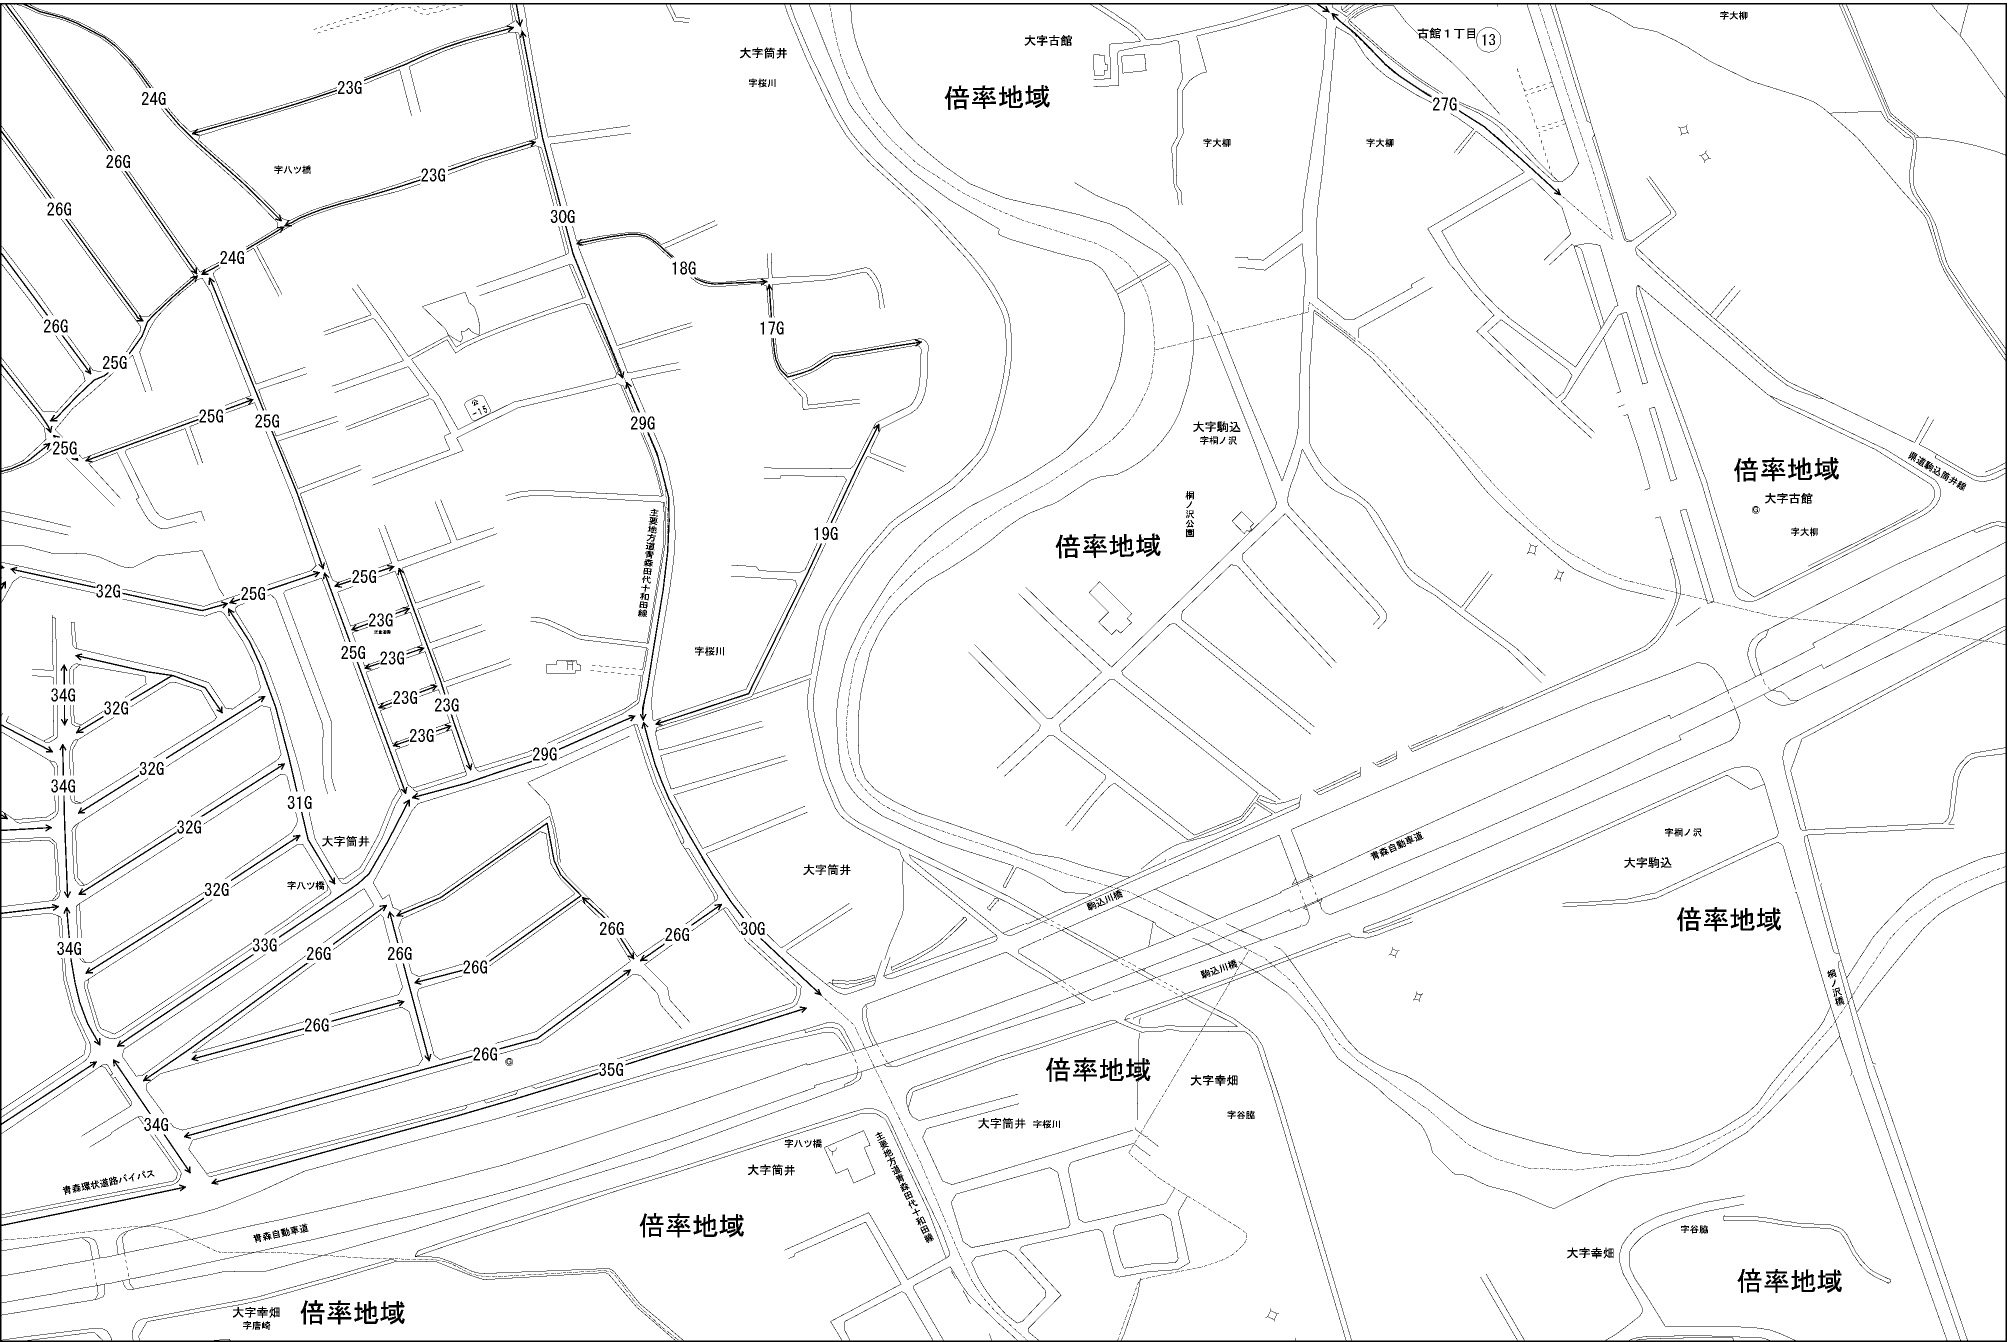 大字筒井
字桜川
大字古館
倍率地域
古館1丁目
13
字大柳
24G
23G
27G
26G
字八ツ橋
23G
字大柳
字大柳
26G
30G
24G
18G
26G
17G
25G
25G
公
-15
25G
29G
大字駒込
字桐ノ沢
25G
県道駒込筒井線
倍率地域
大字古館
字大柳
桐ノ沢公園
主要地方道青森田代十和田線
19G
倍率地域
32G
25G
25G
23G
25G
23G
字桜川
34G
32G
23G
23G
23G
29G
32G
34G
31G
32G
大字筒井
字八ツ橋
32G
大字筒井
青森自動車道
字桐ノ沢
大字駒込
倍率地域
駒込川橋
34G
33G
26G
26G
26G
26G
26G
30G
駒込川橋
桐ノ沢橋
26G
26G
35G
倍率地域
大字幸畑
字谷脇
34G
大字筒井
字桜川
字八ツ橋
大字筒井
主要地方道青森田代十和田線
青森環状道路バイパス
青森自動車道
倍率地域
字谷脇
大字幸畑
倍率地域
大字幸畑
字唐崎
倍率地域